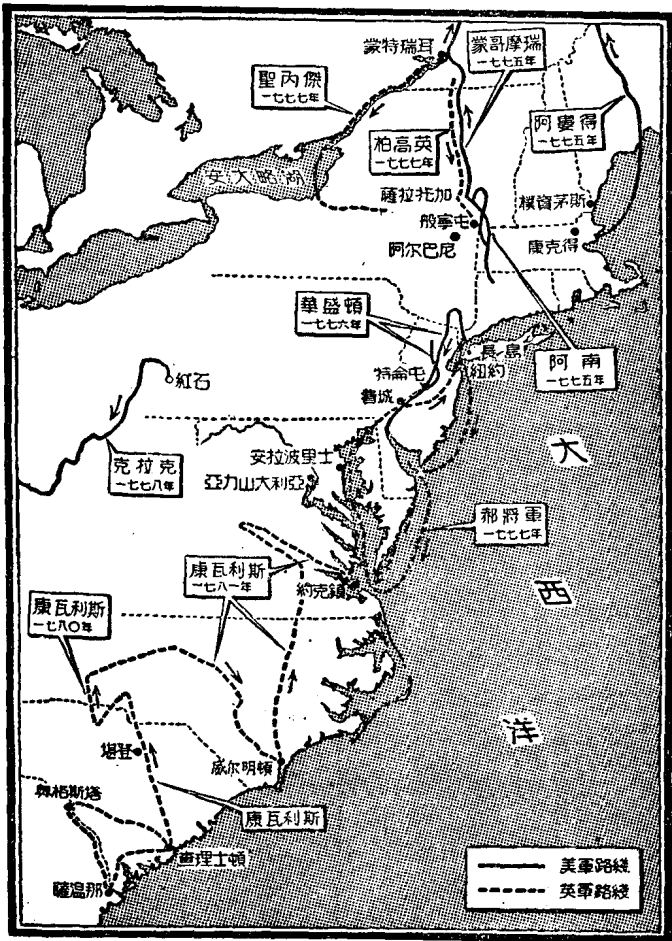 蒙特瑞耳
蒙哥摩瑞
一七七五年
聖丙傑
一七七七年
阿婁得
一七五年
柏高英
一七七七年
安大略湖
薩拉托加
樸資茅斯
般寧屯
阿尔巴尼
康克得
華盛頓
一七七六年
長島
紐約
特侖屯
阿南
一七七五年
紅石
費城
克拉克
一七七八年
安拉波里士
亞力山大利亞
郝將軍
一七七七年
康瓦利斯
一七八一年
約克鎮
康瓦利斯
一七八〇年
堪登
威尔明頓
奧格斯塔
康瓦利斯
查理士頓
薩温那
大西洋
美軍路綫
英軍路綫